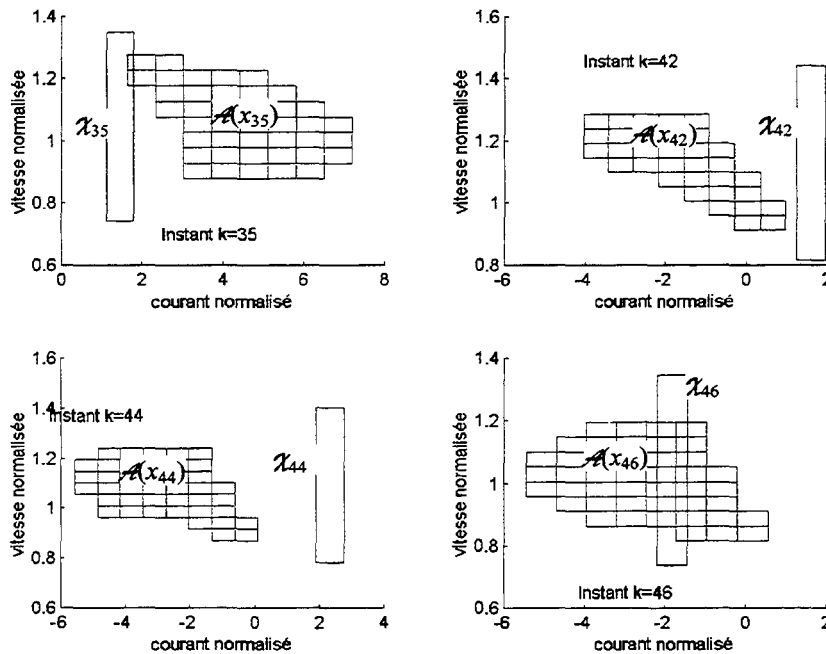 1.4
1.2
1
0.8
0.6
vitesse normalisée
𝒳35
𝒜(x35)
Instant k=35
0
2
4
6
8
courant normalisé
1.6
1.4
1.2
1
0.8
vitesse normalisée
Instant k=42
𝒜(x42)
𝒳42
-6
-4
-2
0
2
courant normalisé
1.6
1.4
1.2
1
0.8
0.6
vitesse normalisée
Instant k=44
𝒜(x44)
𝒳44
-6
-4
-2
0
2
4
courant normalisé
1.4
1.2
1
0.8
0.6
vitesse normalisée
𝒳46
𝒜(x46)
Instant k=46
-6
-4
-2
0
2
courant normalisé